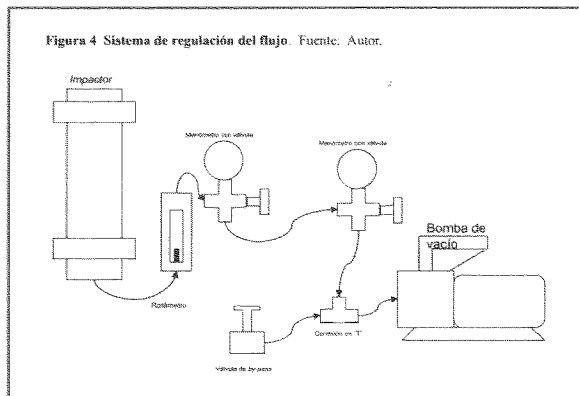 Figura 4 Sistema de regulación del flujo. Fuente: Autor.
Impactor
Manómetro con válvula
Manómetro con válvula
Bomba de
vacío
Rotámetro
Conexión en "T"
Válvula de by-pass